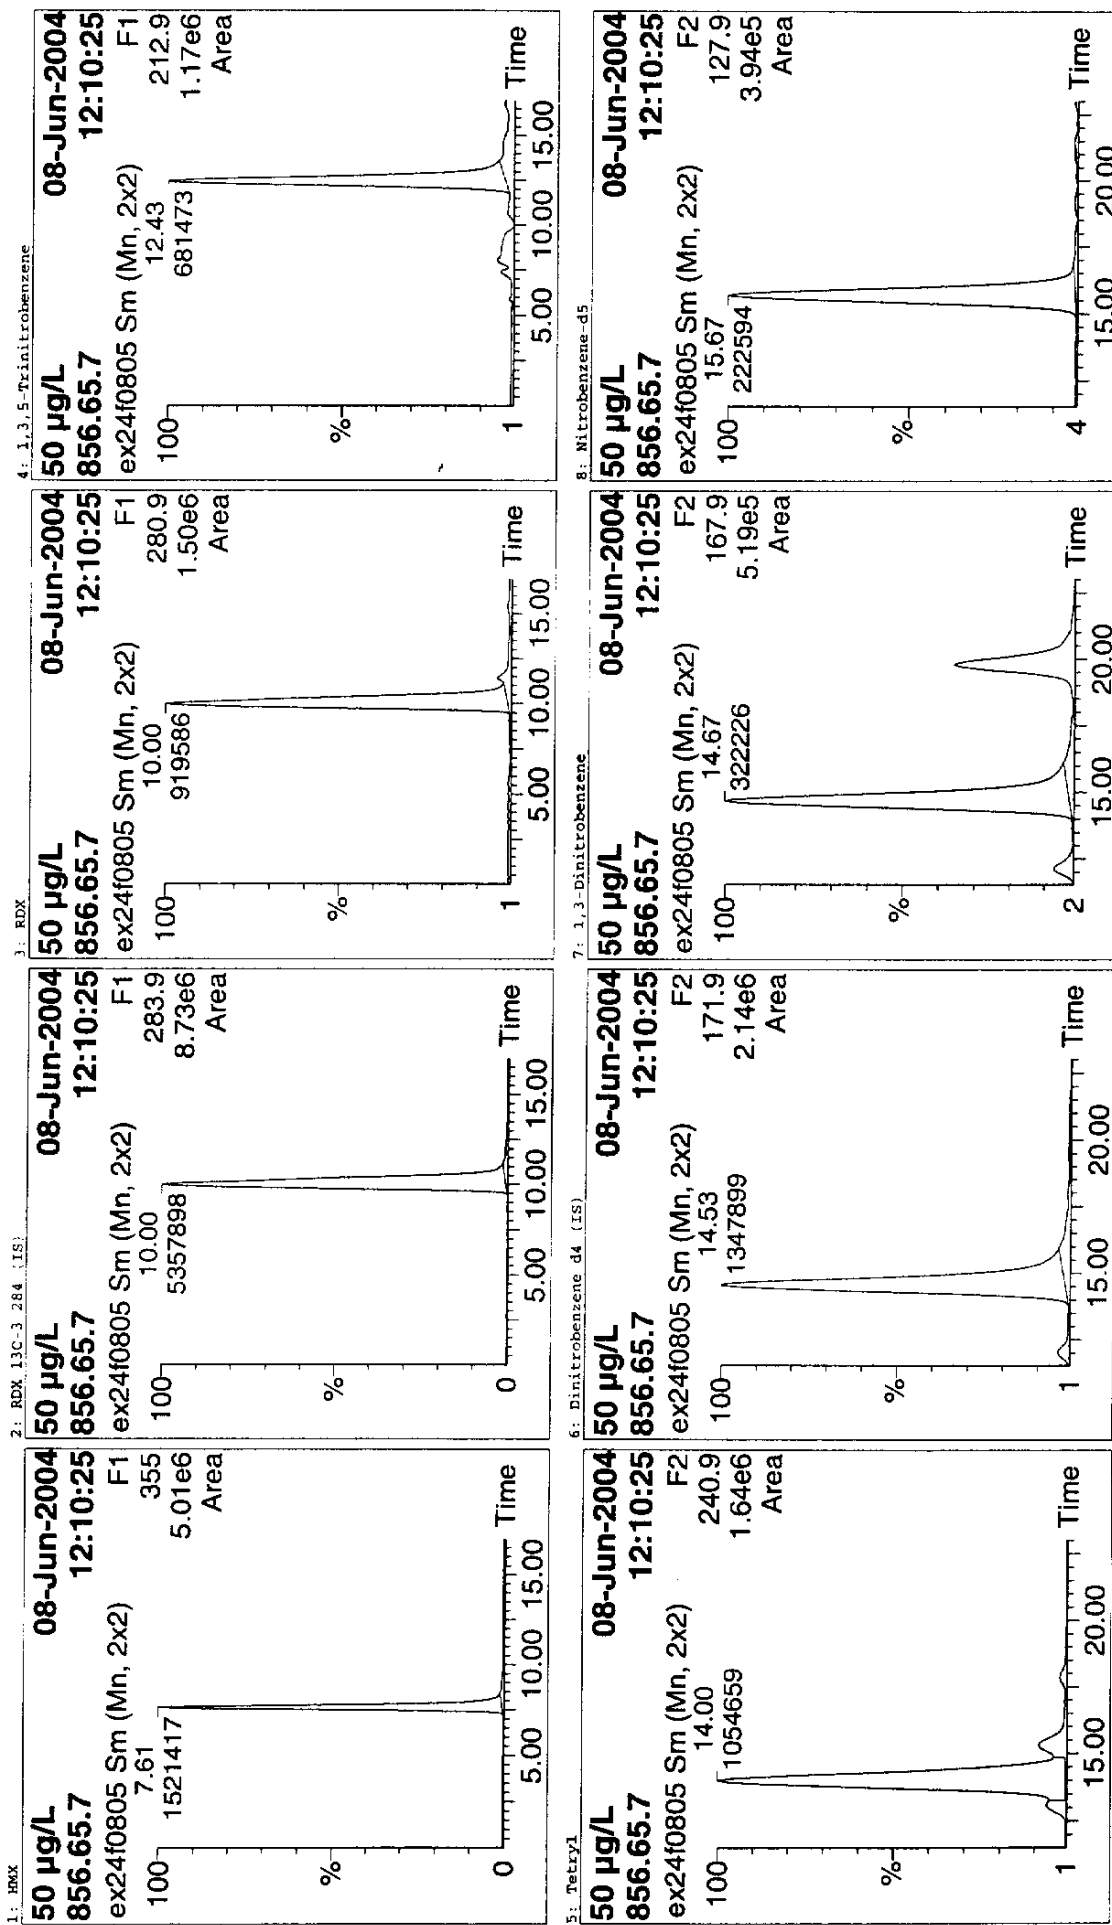 1: HMX
50 µg/L 08-Jun-2004
856.65.7 12:10:25
ex24f0805 Sm (Mn, 2x2) F1
7.61 355
1521417 5.01e6
Area
100
%
0
5.00 10.00 15.00 Time
2: RDX 13C-3 284 (IS)
50 µg/L 08-Jun-2004
856.65.7 12:10:25
ex24f0805 Sm (Mn, 2x2) F1
10.00 283.9
5357898 8.73e6
Area
100
%
0
5.00 10.00 15.00 Time
3: RDX
50 µg/L 08-Jun-2004
856.65.7 12:10:25
ex24f0805 Sm (Mn, 2x2) F1
10.00 280.9
919586 1.50e6
Area
100
%
1
5.00 10.00 15.00 Time
4: 1,3,5-Trinitrobenzene
50 µg/L 08-Jun-2004
856.65.7 12:10:25
ex24f0805 Sm (Mn, 2x2) F1
12.43 212.9
681473 1.17e6
Area
100
%
1
5.00 10.00 15.00 Time
5: Tetryl
50 µg/L 08-Jun-2004
856.65.7 12:10:25
ex24f0805 Sm (Mn, 2x2) F2
14.00 240.9
1054659 1.64e6
Area
100
%
1
15.00 20.00 Time
6: Dinitrobenzene d4 (IS)
50 µg/L 08-Jun-2004
856.65.7 12:10:25
ex24f0805 Sm (Mn, 2x2) F2
14.53 171.9
1347899 2.14e6
Area
100
%
1
15.00 20.00 Time
7: 1,3-Dinitrobenzene
50 µg/L 08-Jun-2004
856.65.7 12:10:25
ex24f0805 Sm (Mn, 2x2) F2
14.67 167.9
322226 5.19e5
Area
100
%
2
15.00 20.00 Time
8: Nitrobenzene-d5
50 µg/L 08-Jun-2004
856.65.7 12:10:25
ex24f0805 Sm (Mn, 2x2) F2
15.67 127.9
222594 3.94e5
Area
100
%
4
15.00 20.00 Time